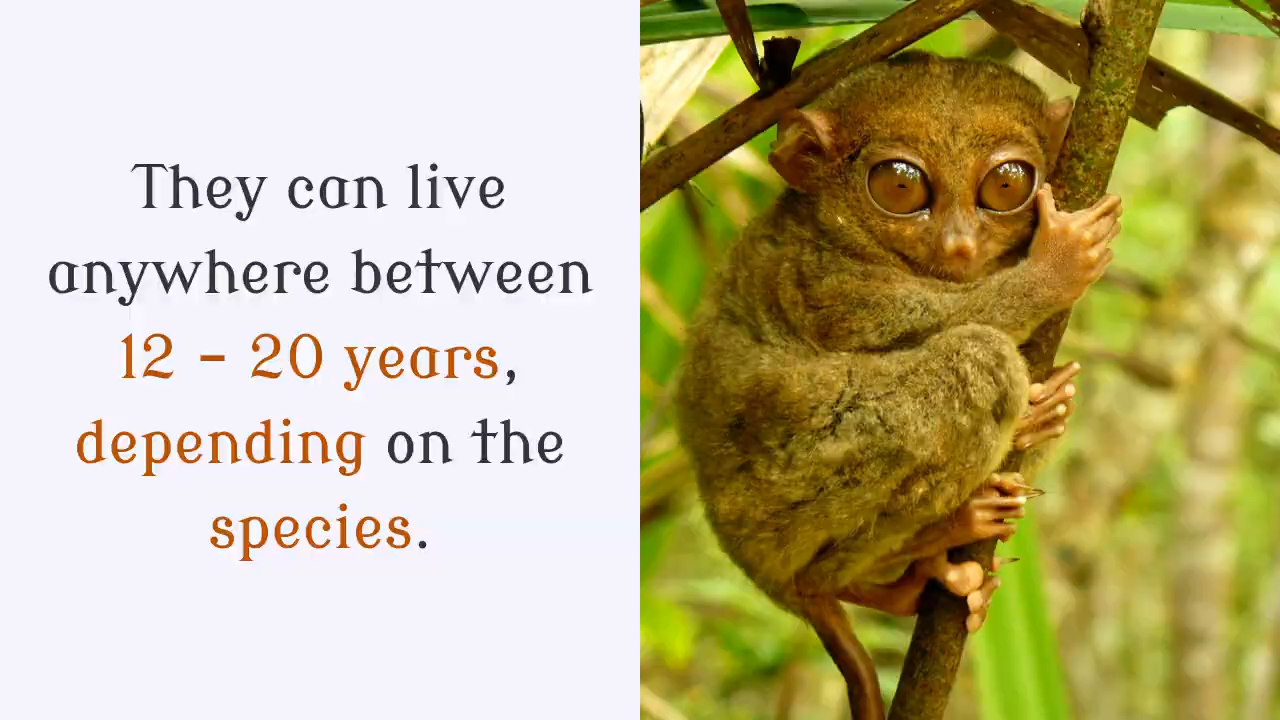 They can live
anywhere between
12 – 20 years,
depending on the
species.